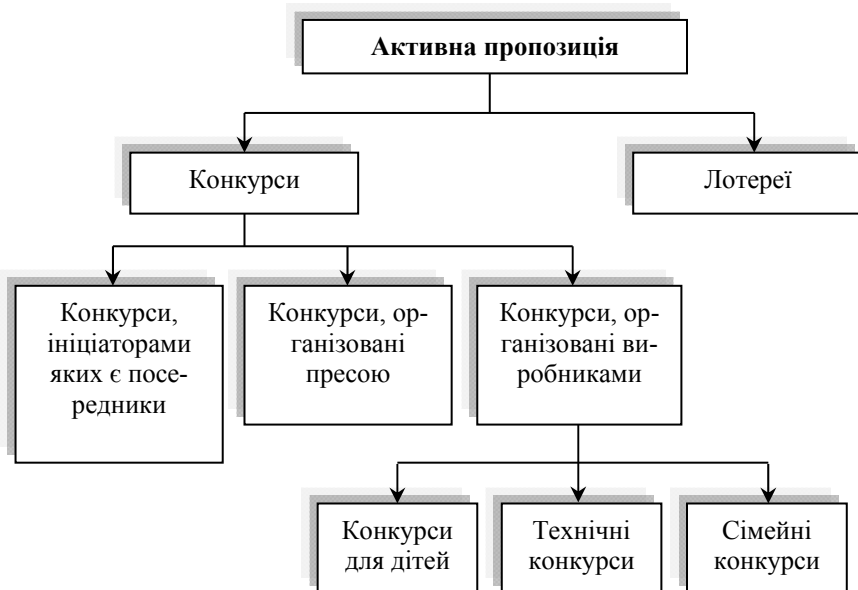 Активна пропозиція
Конкурси
Лотереї
Конкурси,
ініціаторами
яких є посе-
редники
Конкурси, ор-
ганізовані
пресою
Конкурси, ор-
ганізовані ви-
робниками
Конкурси
для дітей
Технічні
конкурси
Сімейні
конкурси